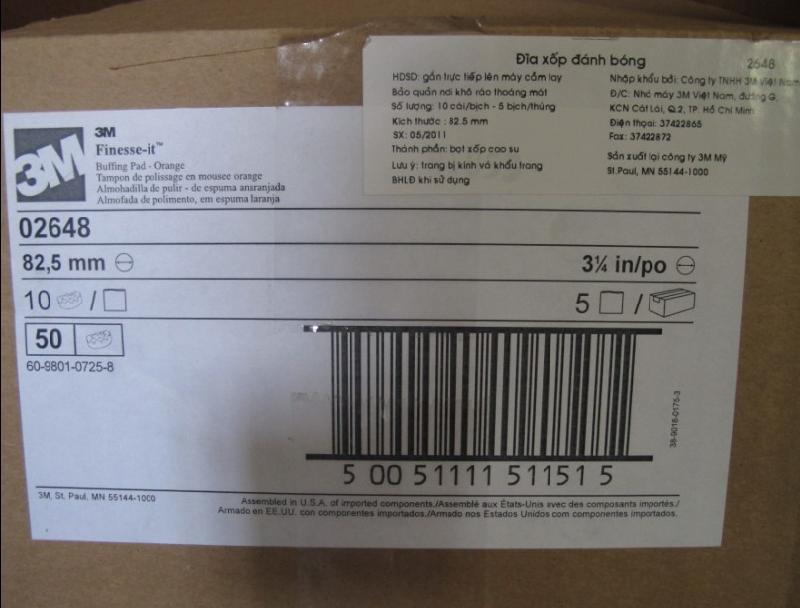 Đĩa xốp đánh bóng
2648
HDSD: gắn trực tiếp lên máy cầm tay
Bảo quản nơi khô ráo thoáng mát
Số lượng: 10 cái/bịch - 5 bịch/thùng
Kích thước : 82.5 mm
SX: 05/2011
Thành phần: bọt xốp cao su
Lưu ý: trang bị kính và khẩu trang
BHLĐ khi sử dụng
Nhập khẩu bởi: Công ty TNHH 3M Việt Nam
Đ/C: Nhà máy 3M Việt Nam, đường G,
KCN Cát Lái, Q.2, TP. Hồ Chí Minh
Điện thoại: 37422865
Fax: 37422872
Sản xuất tại công ty 3M Mỹ
St.Paul, MN 55144-1000
3M
3M
Finesse-it™
Buffing Pad - Orange
Tampon de polissage en mousse orange
Almohadilla de pulir - de espuma anaranjada
Almofada de polimento, em espuma laranja
02648
82,5 mm
3¼ in/po
10 /
5 /
50
60-9801-0725-8
38-9018-0175-3
5 00 51111 51151 5
3M, St. Paul, MN 55144-1000
Assembled in U.S.A. of imported components./Assemblé aux États-Unis avec des composants importés./
Armado en EE.UU. con componentes importados./Armado nos Estados Unidos com componentes importados.